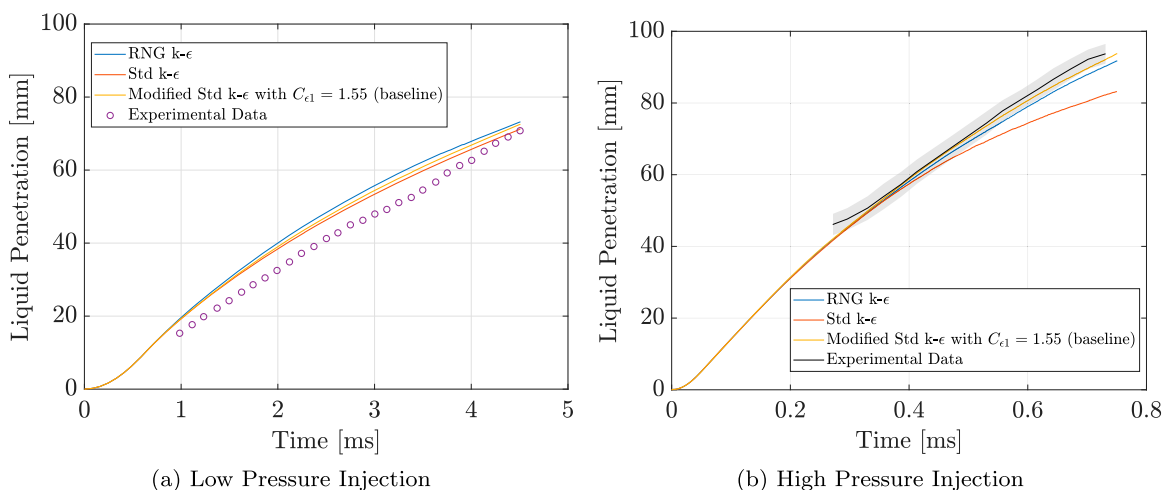 100
80
60
40
20
0
Liquid Penetration [mm]
RNG k-ϵ
Std k-ϵ
Modified Std k-ϵ with Cϵ1 = 1.55 (baseline)
Experimental Data
0 1 2 3 4 5
Time [ms]
(a) Low Pressure Injection
100
80
60
40
20
0
Liquid Penetration [mm]
RNG k-ϵ
Std k-ϵ
Modified Std k-ϵ with Cϵ1 = 1.55 (baseline)
Experimental Data
0 0.2 0.4 0.6 0.8
Time [ms]
(b) High Pressure Injection